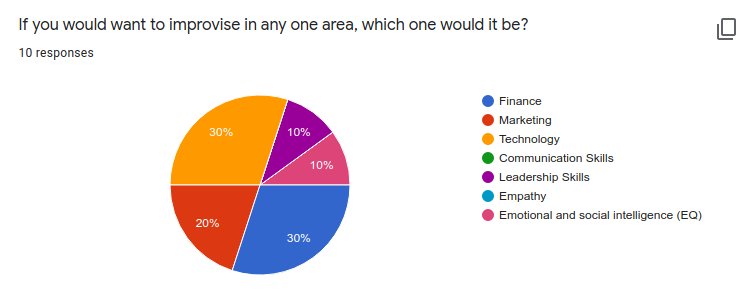 If you would want to improvise in any one area, which one would it be?
10 responses
30%
10%
10%
20%
30%
Finance
Marketing
Technology
Communication Skills
Leadership Skills
Empathy
Emotional and social intelligence (EQ)